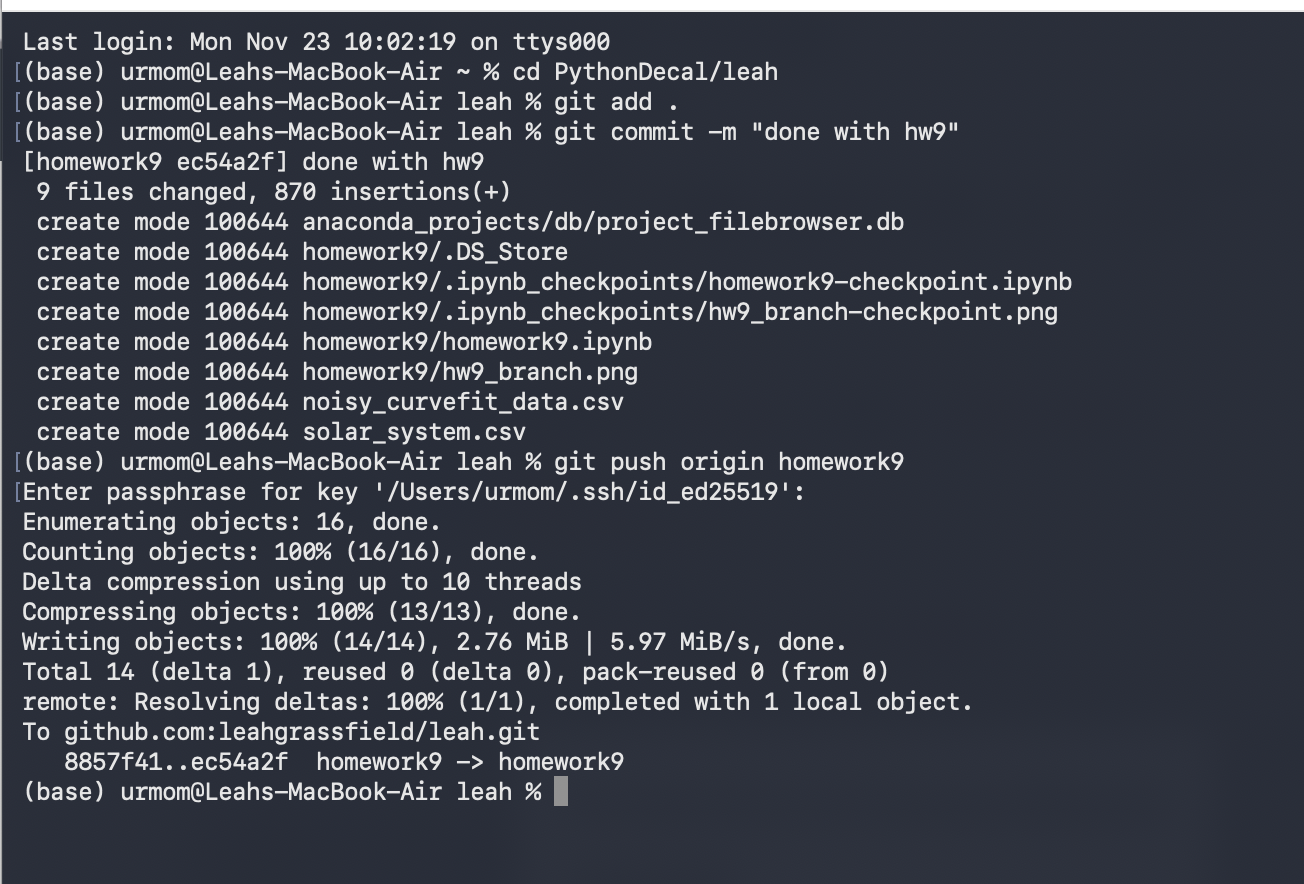 Last login: Mon Nov 23 10:02:19 on ttys000
[(base) urmom@Leahs-MacBook-Air ~ % cd PythonDecal/leah
[(base) urmom@Leahs-MacBook-Air leah % git add .
[(base) urmom@Leahs-MacBook-Air leah % git commit -m "done with hw9"
[homework9 ec54a2f] done with hw9
 9 files changed, 870 insertions(+)
 create mode 100644 anaconda_projects/db/project_filebrowser.db
 create mode 100644 homework9/.DS_Store
 create mode 100644 homework9/.ipynb_checkpoints/homework9-checkpoint.ipynb
 create mode 100644 homework9/.ipynb_checkpoints/hw9_branch-checkpoint.png
 create mode 100644 homework9/homework9.ipynb
 create mode 100644 homework9/hw9_branch.png
 create mode 100644 noisy_curvefit_data.csv
 create mode 100644 solar_system.csv
[(base) urmom@Leahs-MacBook-Air leah % git push origin homework9
[Enter passphrase for key '/Users/urmom/.ssh/id_ed25519':
Enumerating objects: 16, done.
Counting objects: 100% (16/16), done.
Delta compression using up to 10 threads
Compressing objects: 100% (13/13), done.
Writing objects: 100% (14/14), 2.76 MiB | 5.97 MiB/s, done.
Total 14 (delta 1), reused 0 (delta 0), pack-reused 0 (from 0)
remote: Resolving deltas: 100% (1/1), completed with 1 local object.
To github.com:leahgrassfield/leah.git
   8857f41..ec54a2f  homework9 -> homework9
(base) urmom@Leahs-MacBook-Air leah %